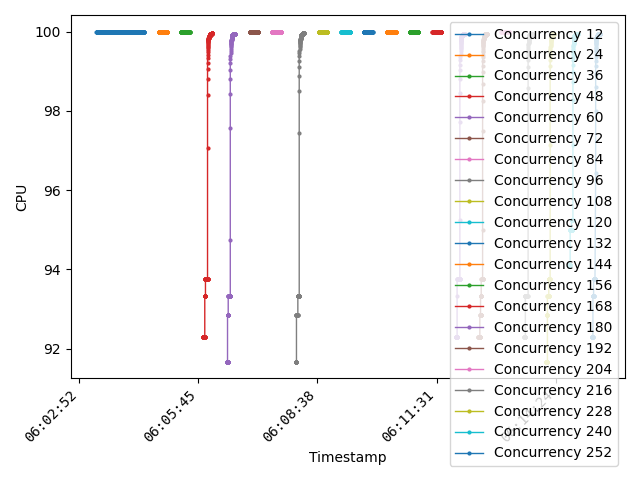 100
98
96
94
92
CPU
06:02:52
06:05:45
06:08:38
06:11:31
Timestamp
Concurrency 12
Concurrency 24
Concurrency 36
Concurrency 48
Concurrency 60
Concurrency 72
Concurrency 84
Concurrency 96
Concurrency 108
Concurrency 120
Concurrency 132
Concurrency 144
Concurrency 156
Concurrency 168
Concurrency 180
Concurrency 192
Concurrency 204
Concurrency 216
Concurrency 228
Concurrency 240
Concurrency 252